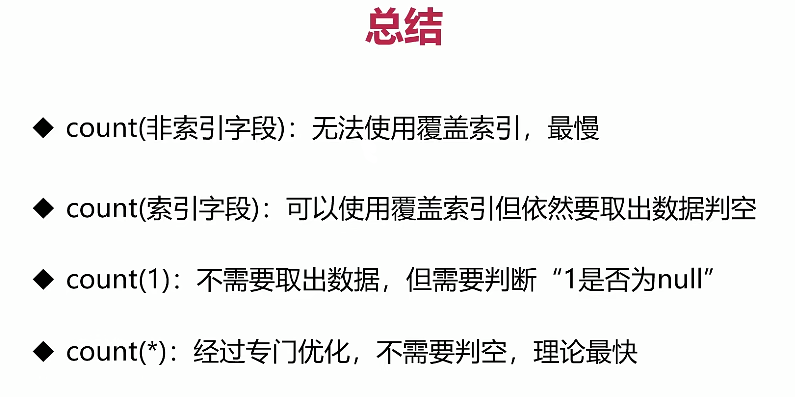 总结
◆ count(非索引字段)：无法使用覆盖索引，最慢
◆ count(索引字段)：可以使用覆盖索引但依然要取出数据判空
◆ count(1)：不需要取出数据，但需要判断“1是否为null”
◆ count(*)：经过专门优化，不需要判空，理论最快